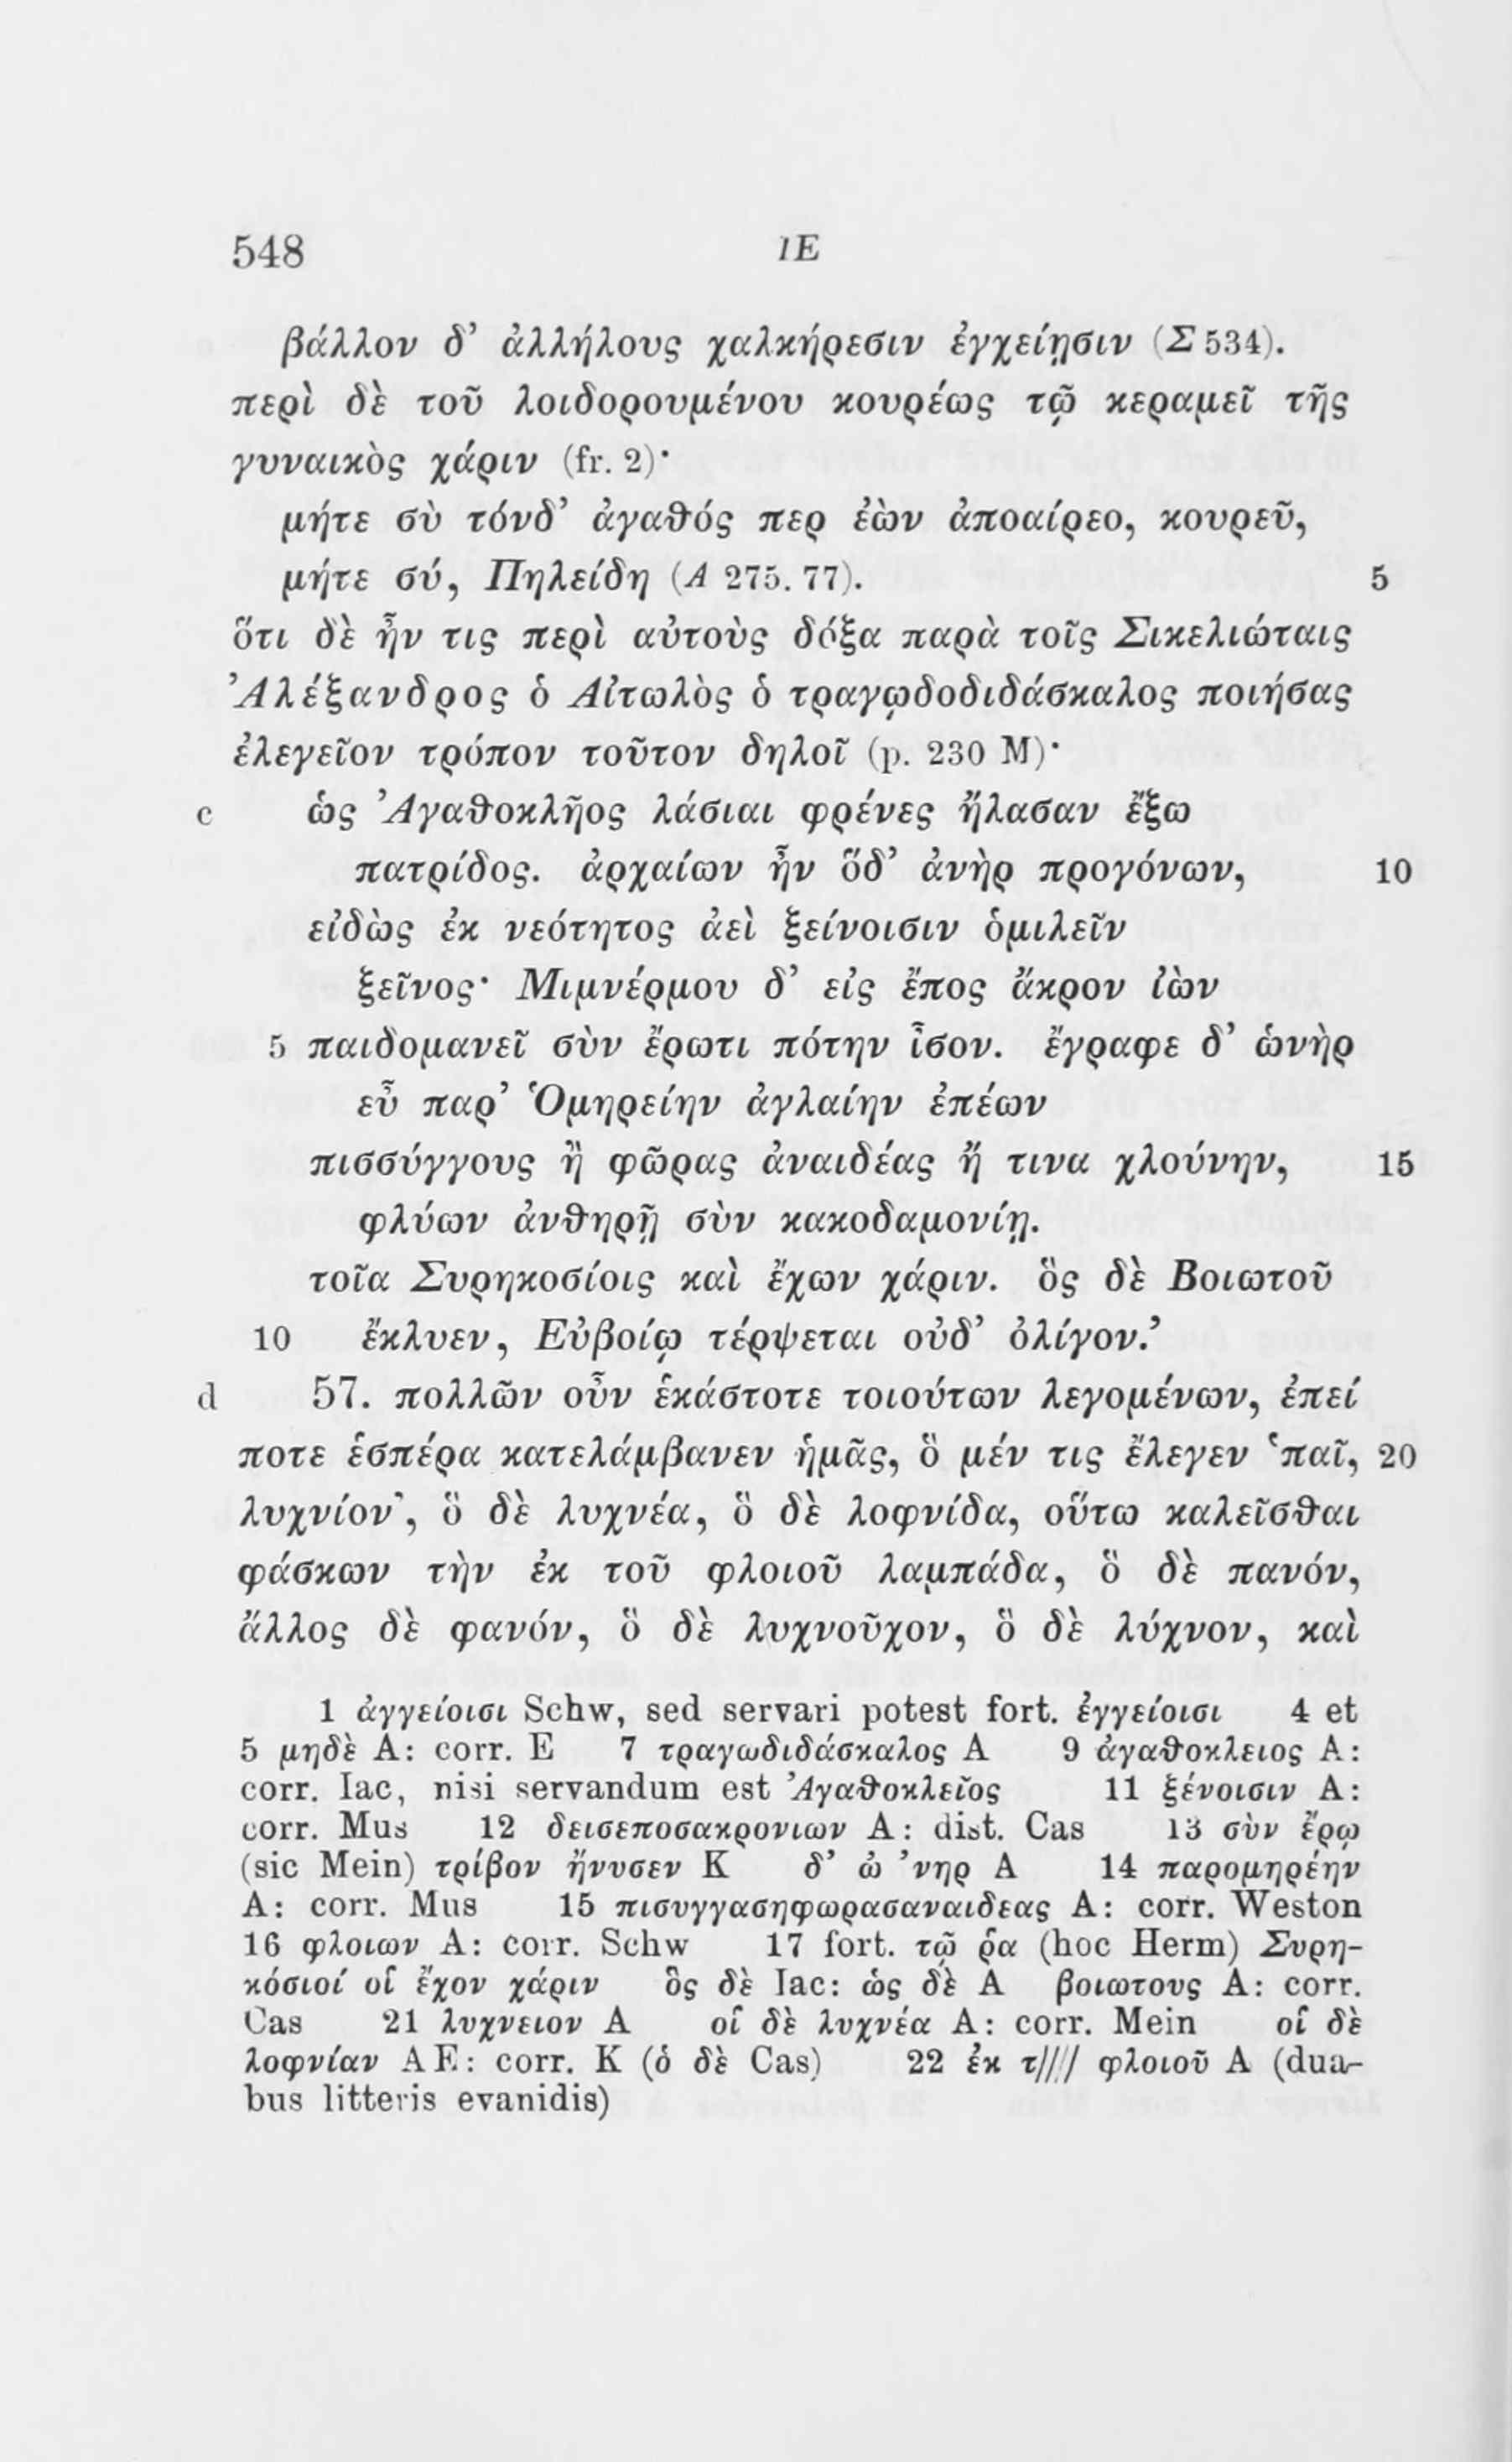 548 IE
βάλλον δ’ ἀλλήλους χαλκήρεσιν ἐγχείῃσιν (Σ 534).
περὶ δὲ τοῦ λοιδορουμένου κουρέως τῷ κεραμεῖ τῆς
γυναικὸς χάριν (fr. 2)·
μήτε σὺ τόνδ’ ἀγαθός περ ἐὼν ἀποαίρεο, κουρεῦ,
μήτε σύ, Πηλείδη (Α 275. 77). 5
ὅτι δὲ ἦν τις περὶ αὐτοὺς δόξα παρὰ τοῖς Σικελιώταις
’Αλέξανδρος ὁ Αἰτωλὸς ὁ τραγῳδοδιδάσκαλος ποιήσας
ἐλεγεῖον τρόπον τοῦτον δηλοῖ (p. 230 M)·
c ὡς ’Αγαθοκλῆος λάσιαι φρένες ἤλασαν ἔξω
πατρίδος. ἀρχαίων ἦν ὅδ’ ἀνὴρ προγόνων, 10
εἰδὼς ἐκ νεότητος ἀεὶ ξείνοισιν ὁμιλεῖν
ξεῖνος· Μιμνέρμου δ’ εἰς ἔπος ἄκρον ἰὼν
5 παιδομανεῖ σὺν ἔρωτι πότην ἶσον. ἔγραφε δ’ ὡνὴρ
εὖ παρ’ Ὁμηρείην ἀγλαίην ἐπέων
πισσύγγους ἢ φῶρας ἀναιδέας ἤ τινα χλούνην, 15
φλύων ἀνθηρῇ σὺν κακοδαμονίῃ.
τοῖα Συρηκοσίοις καὶ ἔχων χάριν. ὃς δὲ Βοιωτοῦ
10 ἔκλυεν, Εὐβοίῳ τέρψεται οὐδ’ ὀλίγον.’
d 57. πολλῶν οὖν ἑκάστοτε τοιούτων λεγομένων, ἐπεί
ποτε ἑσπέρα κατελάμβανεν ἡμᾶς, ὃ μέν τις ἔλεγεν ‘παῖ, 20
λυχνίον’, ὃ δὲ λυχνέα, ὃ δὲ λοφνίδα, οὕτω καλεῖσθαι
φάσκων τὴν ἐκ τοῦ φλοιοῦ λαμπάδα, ὃ δὲ πανόν,
ἄλλος δὲ φανόν, ὃ δὲ λυχνοῦχον, ὃ δὲ λύχνον, καὶ
1 ἀγγείοισι Schw, sed servari potest fort. ἐγγείοισι 4 et
5 μηδὲ A: corr. E 7 τραγωδιδάσκαλος A 9 ἀγαθοκλειος A:
corr. Iac, nisi servandum est ’Αγαθοκλεῖος 11 ξένοισιν A:
corr. Mus 12 δεισεποσακρονιων A: dist. Cas 13 σὺν ἔρῳ
(sic Mein) τρίβον ἤνυσεν K δ’ ὠ ’νηρ A 14 παρομηρέην
A: corr. Mus 15 πισυγγασηφωρασαναιδεας A: corr. Weston
16 φλοιων A: corr. Schw 17 fort. τῷ ῥα (hoc Herm) Συρη-
κόσιοί οἱ ἔχον χάριν ὃς δὲ Iac: ὡς δὲ A βοιωτους A: corr.
Cas 21 λυχνειον A οἱ δὲ λυχνέα A: corr. Mein οἱ δὲ
λοφνίαν AE: corr. K (ὁ δὲ Cas) 22 ἐκ τ//// φλοιοῦ A (dua-
bus litteris evanidis)